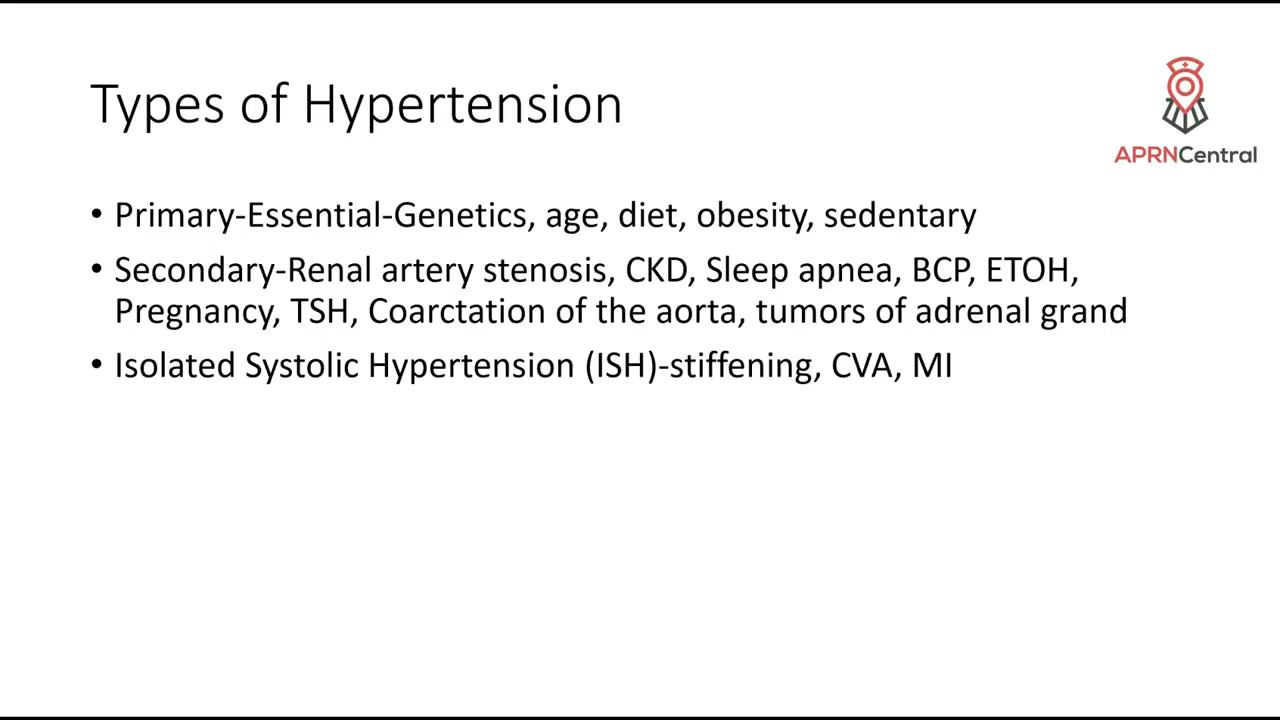 Types of Hypertension
APRNCentral
• Primary-Essential-Genetics, age, diet, obesity, sedentary
• Secondary-Renal artery stenosis, CKD, Sleep apnea, BCP, ETOH,
Pregnancy, TSH, Coarctation of the aorta, tumors of adrenal grand
• Isolated Systolic Hypertension (ISH)-stiffening, CVA, MI